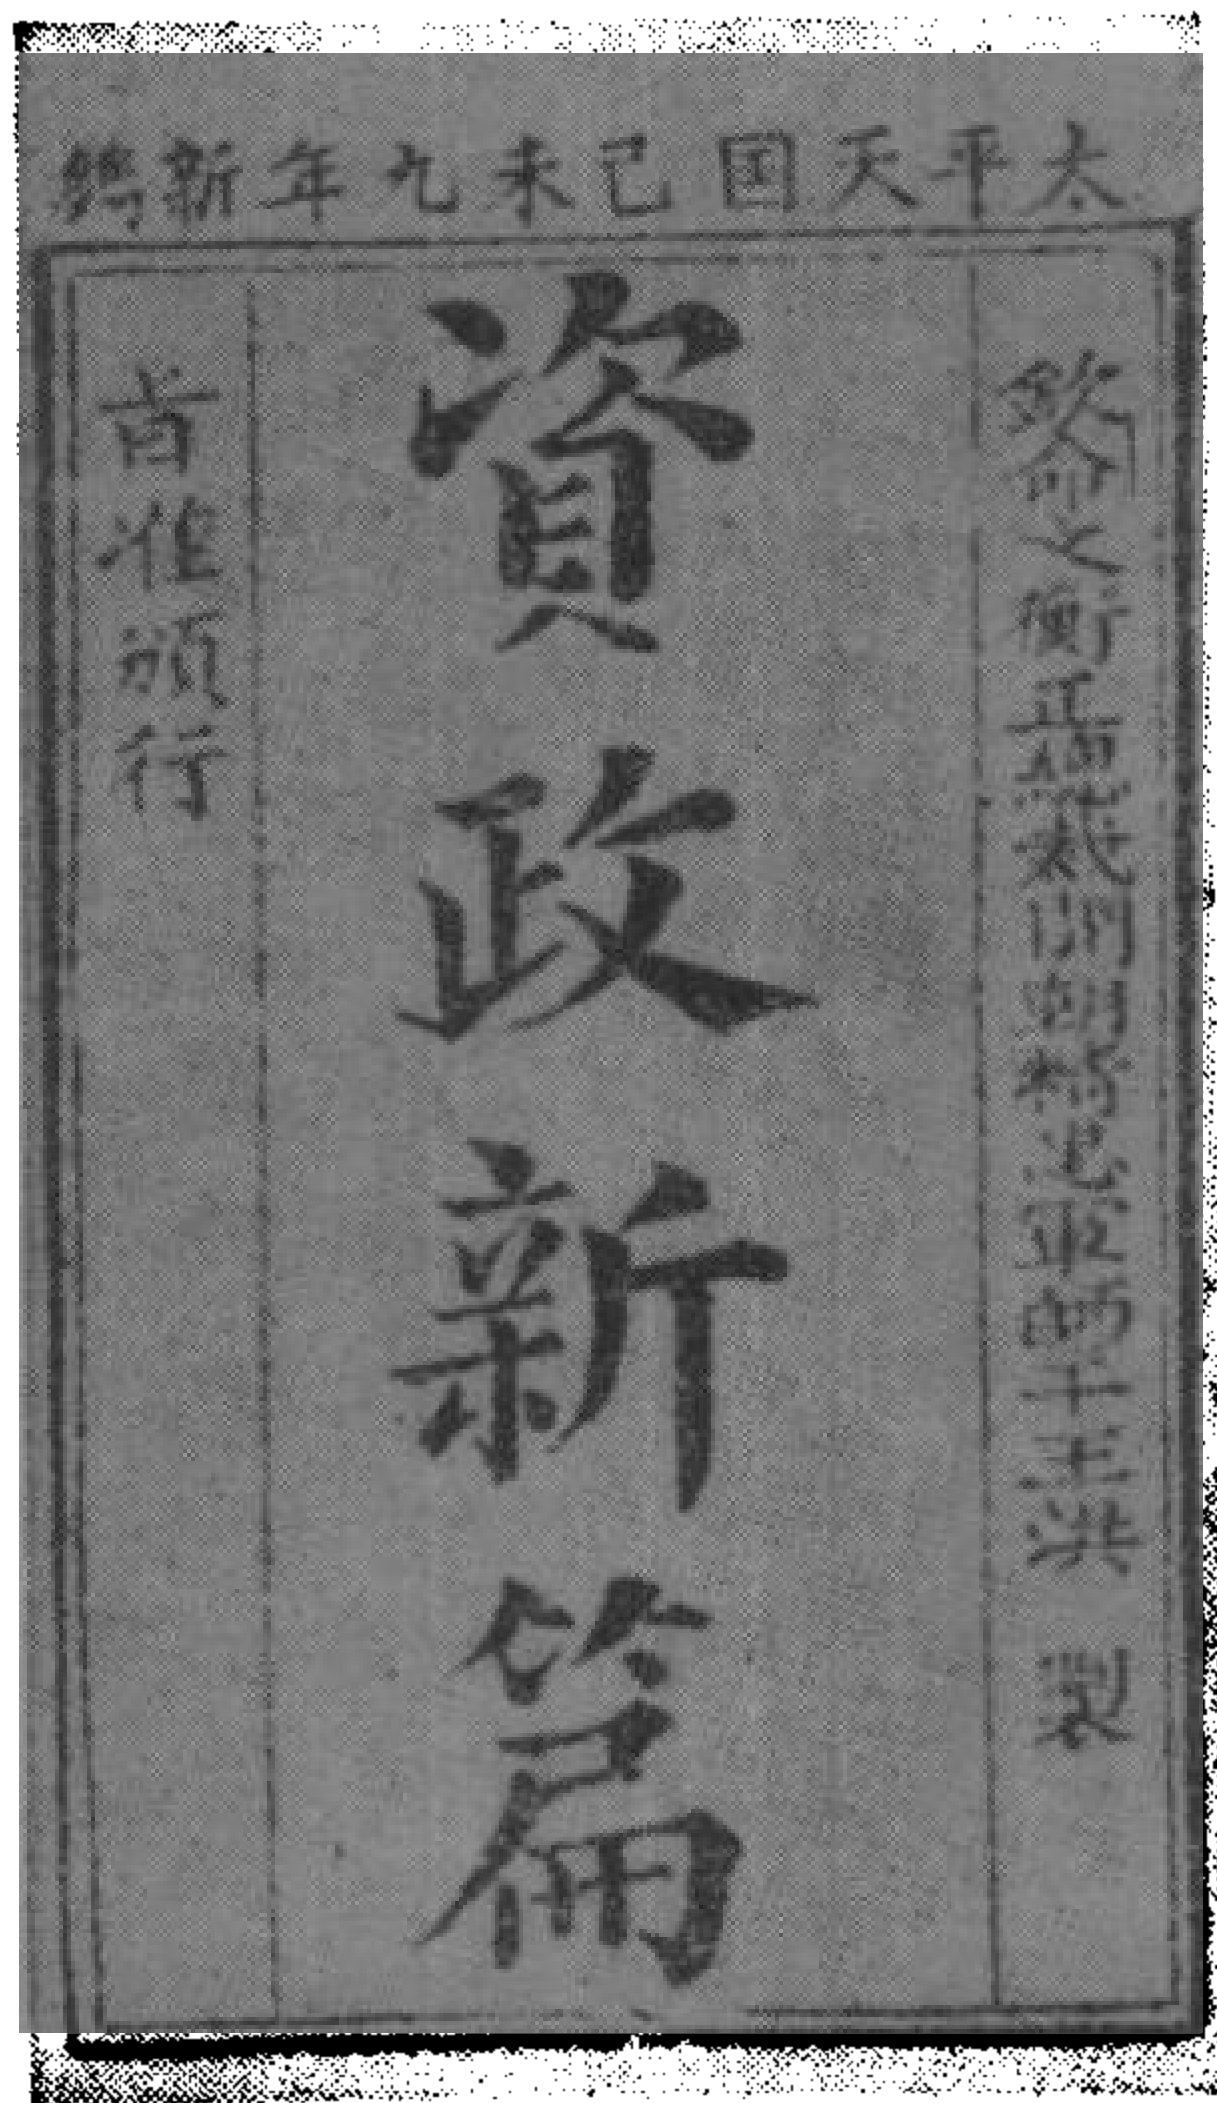 太平天国己未九年新鐫
欽命文衡正總裁開朝精忠軍師干王洪 製
資政新篇
旨准頒行